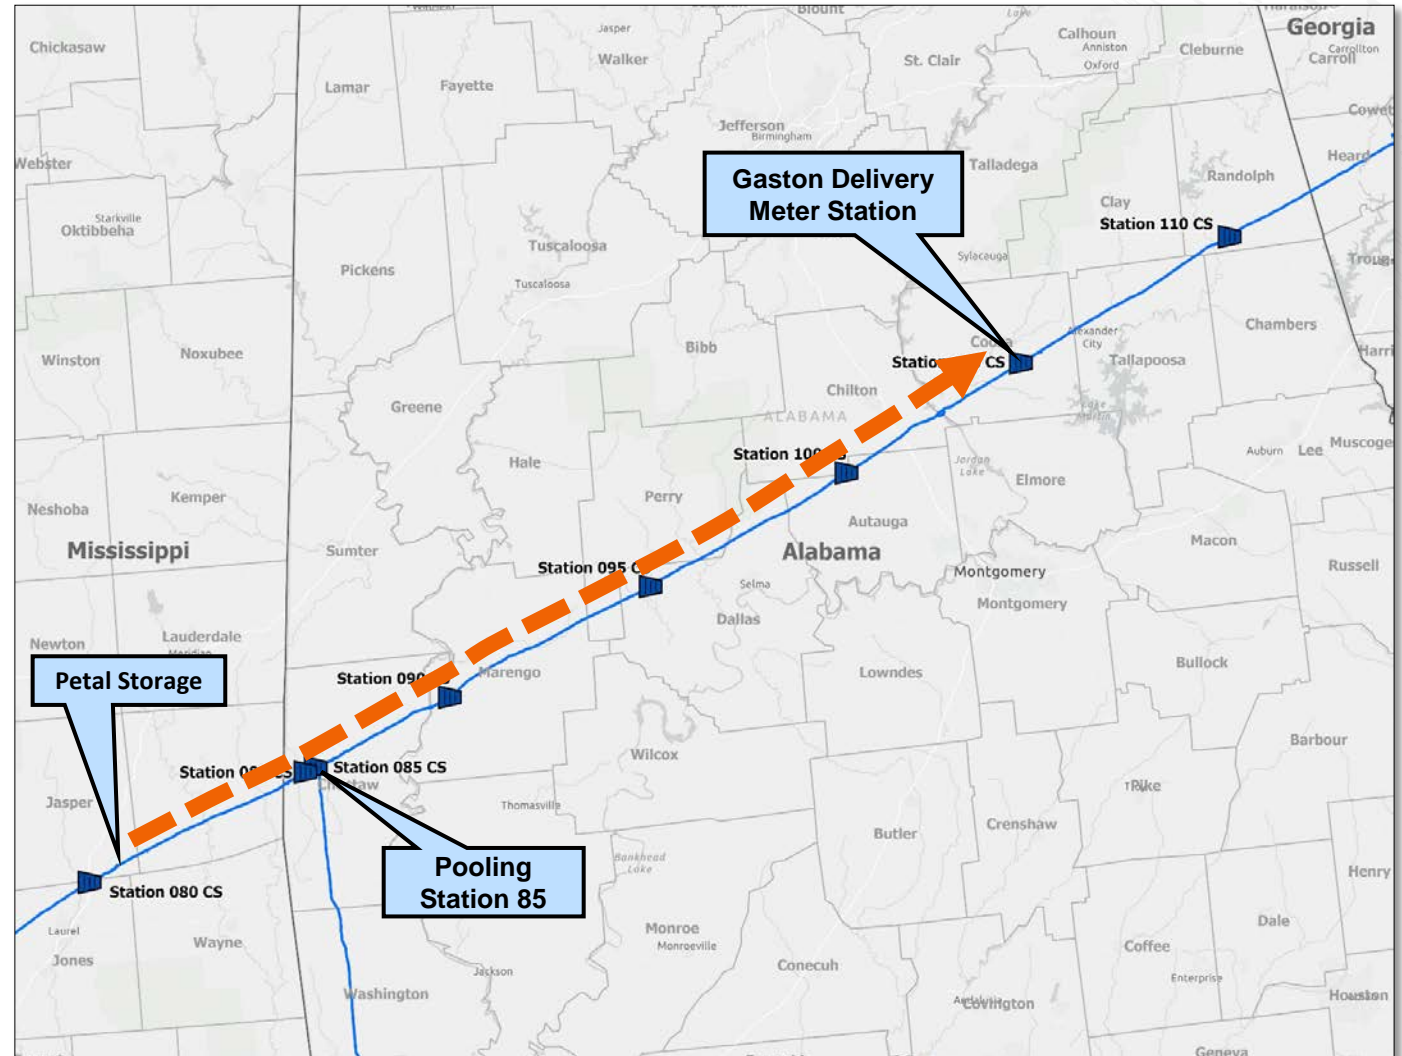 Blount
Georgia
Calhoun
Anniston
Oxford
Cleburne
Carrollton
Carroll
Chickasaw
Jasper
Walker
St. Clair
Lamar
Fayette
Jefferson
Birmingham
Heard
Webster
Talladega
Randolph
Gaston Delivery
Meter Station
Clay
Station 110 CS
Starkville
Oktibbeha
Tuscaloosa
Sylacauga
Pickens
Tuscaloosa
Chambers
Winston
Noxubee
Bibb
Alexander
City
Tallapoosa
CS
Chilton
Greene
ALABAMA
Lake
Martin
Station 100
Hale
Jordan
Lake
Auburn
Lee
Elmore
Neshoba
Kemper
Perry
Autauga
Mississippi
Sumter
Alabama
Macon
Station 095
Montgomery
Russell
Selma
Montgomery
Dallas
Newton
Lauderdale
Petal Storage
Station 090
Marengo
Lowndes
Bullock
Wilcox
Barbour
Station 085 CS
Jasper
Thomasville
Pike
Crenshaw
Butler
Pooling
Station 85
Bankhead
Lake
Henry
Station 080 CS
Laurel
Wayne
Jones
Monroe
Monroeville
Dale
Coffee
Conecuh
Jackson
Enterprise
Washington
Covington
Houston
Geneva